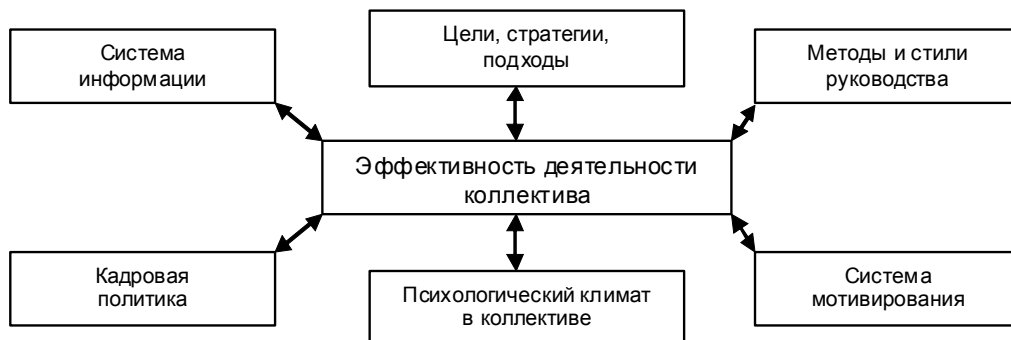 Система
информации
Цели, стратегии,
подходы
Методы и стили
руководства
Эффективность деятельности
коллектива
Кадровая
политика
Психологический климат
в коллективе
Система
мотивирования